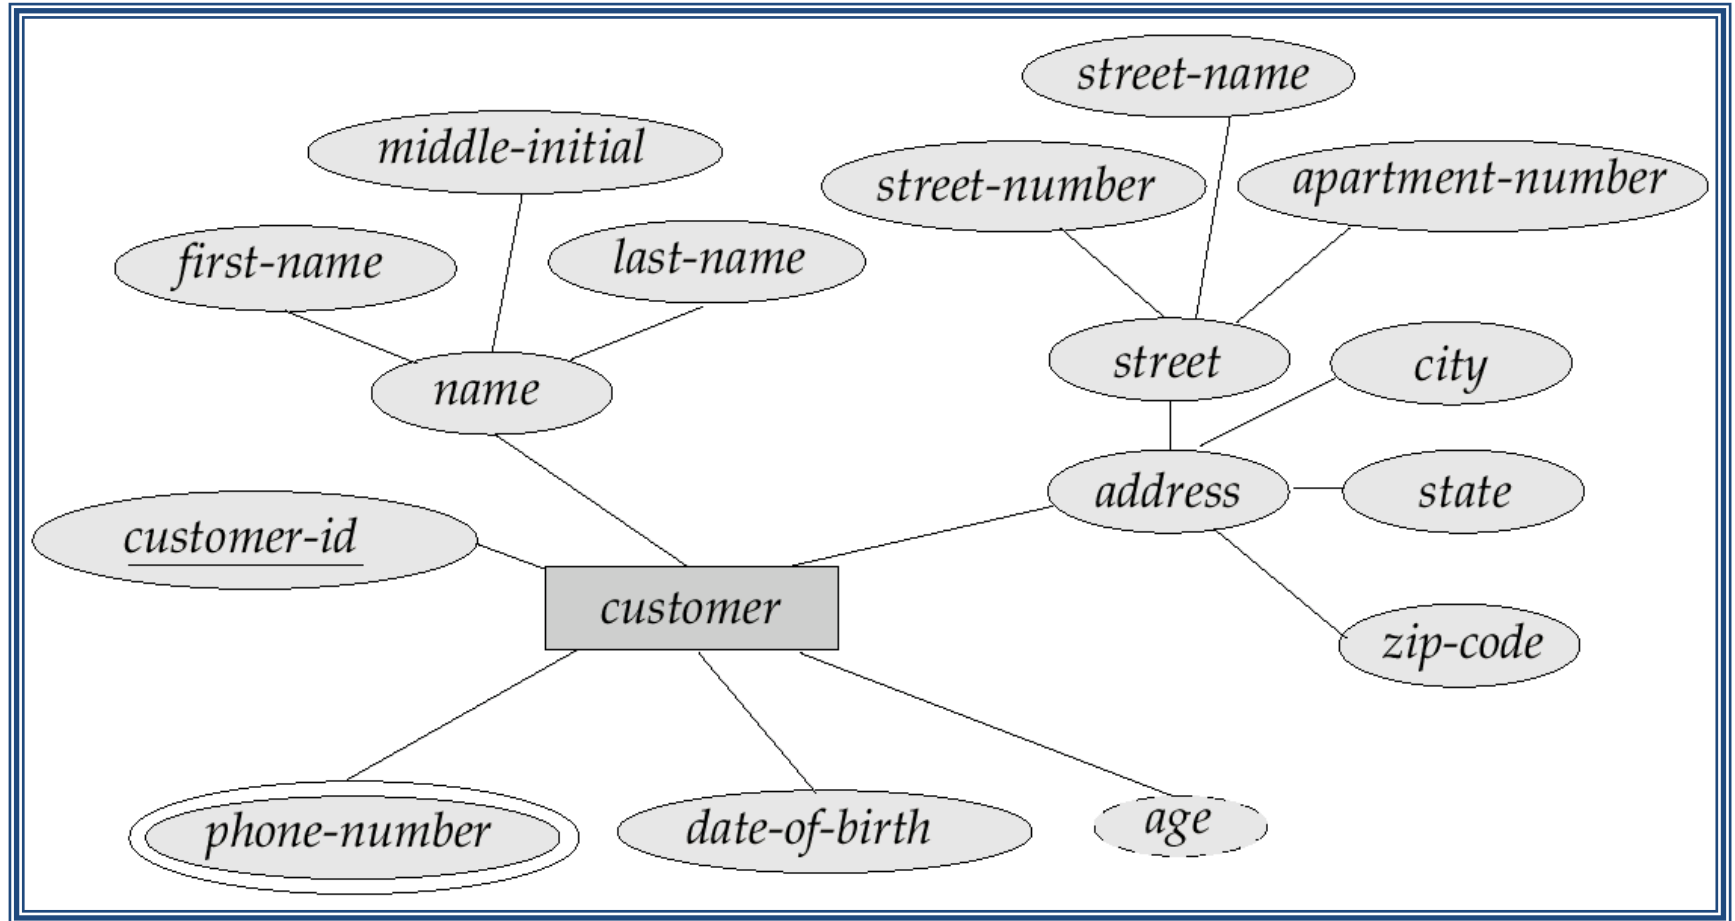 street-name
middle-initial
street-number
apartment-number
first-name
last-name
street
city
name
address
state
customer-id
customer
zip-code
phone-number
date-of-birth
age